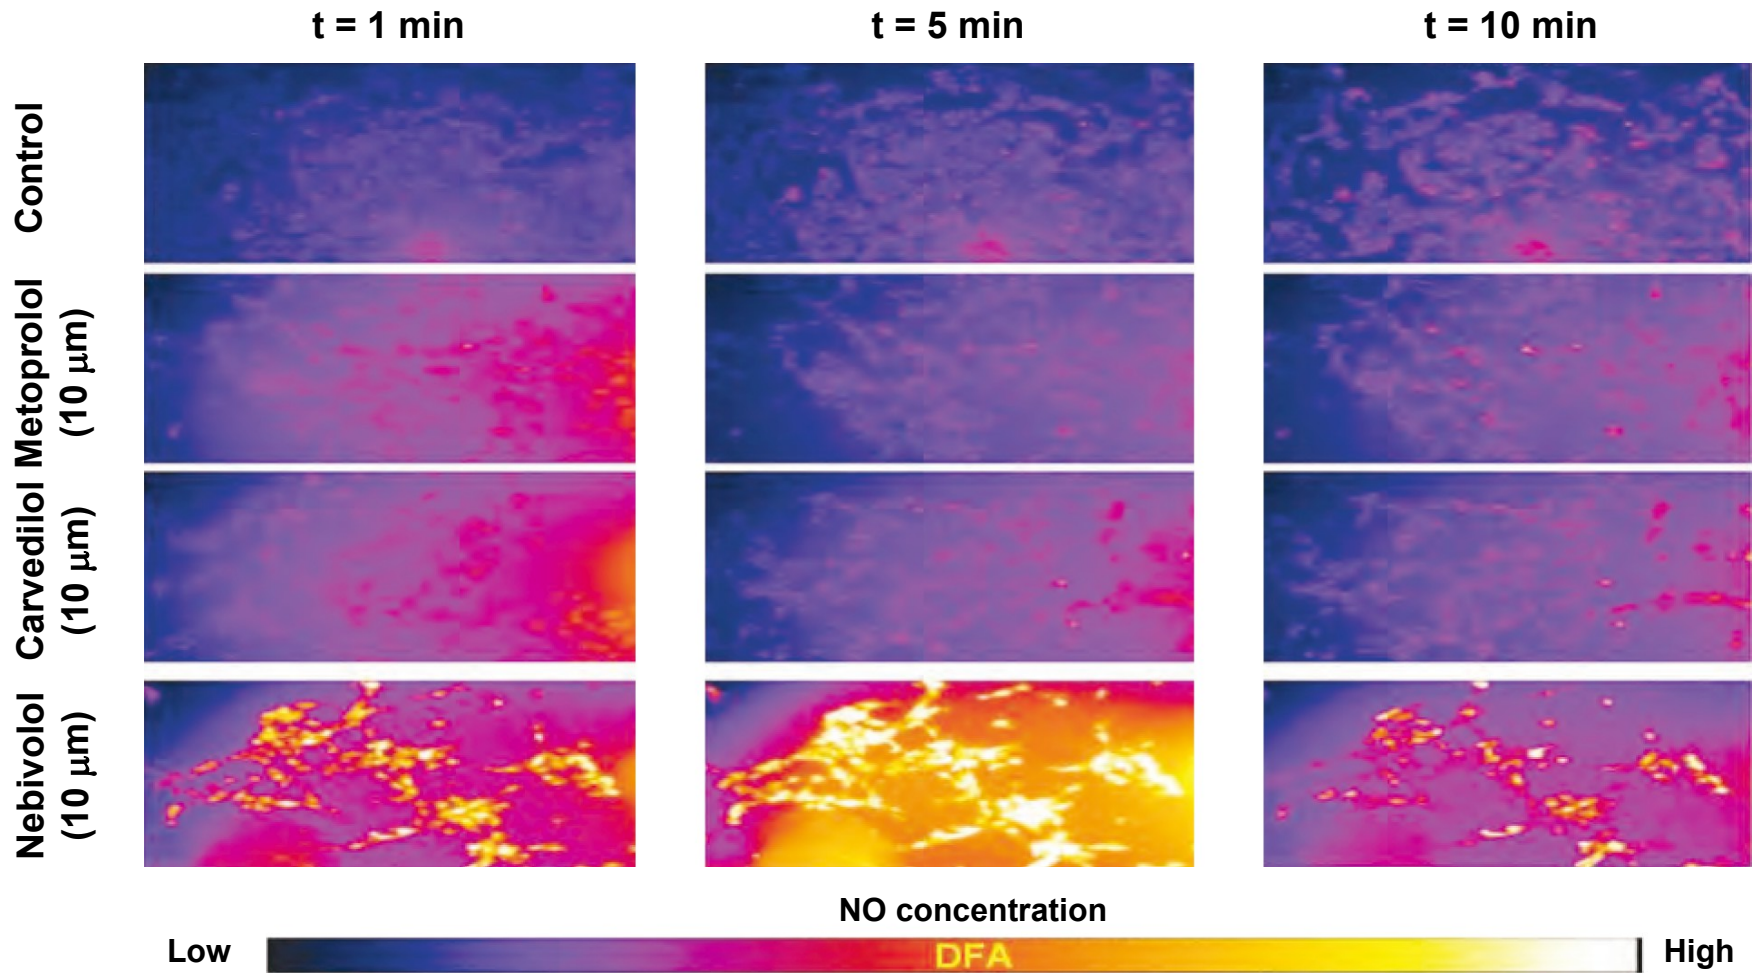 t = 1 min
t = 5 min
t = 10 min
Control
Metoprolol
(10 μm)
Carvedilol
(10 μm)
Nebivolol
(10 μm)
NO concentration
Low
DFA
High